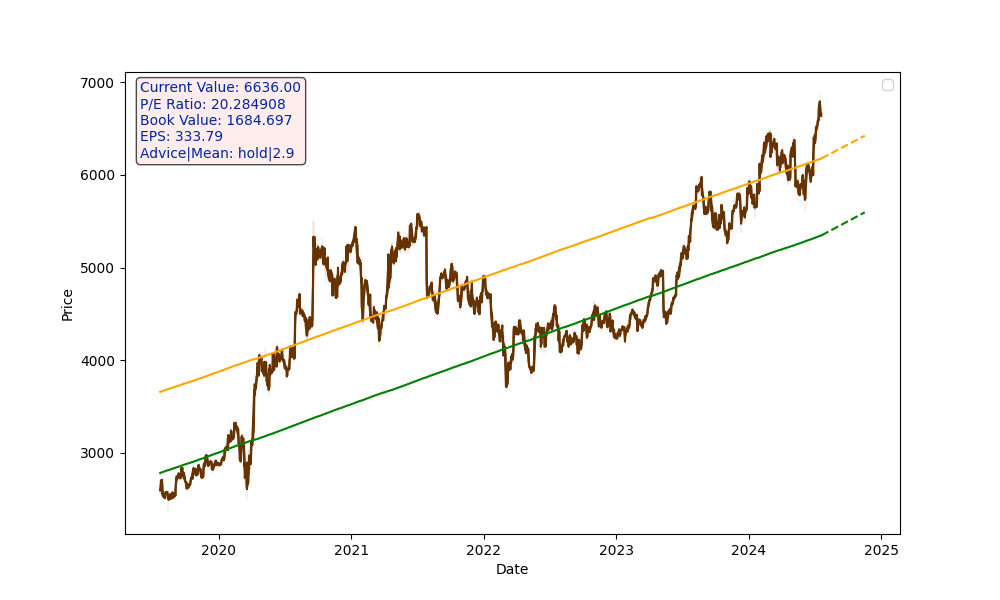 7000
6000
5000
4000
3000
Price
Current Value: 6636.00
P/E Ratio: 20.284908
Book Value: 1684.697
EPS: 333.79
Advice|Mean: hold|2.9
2020 2021 2022 2023 2024 2025
Date